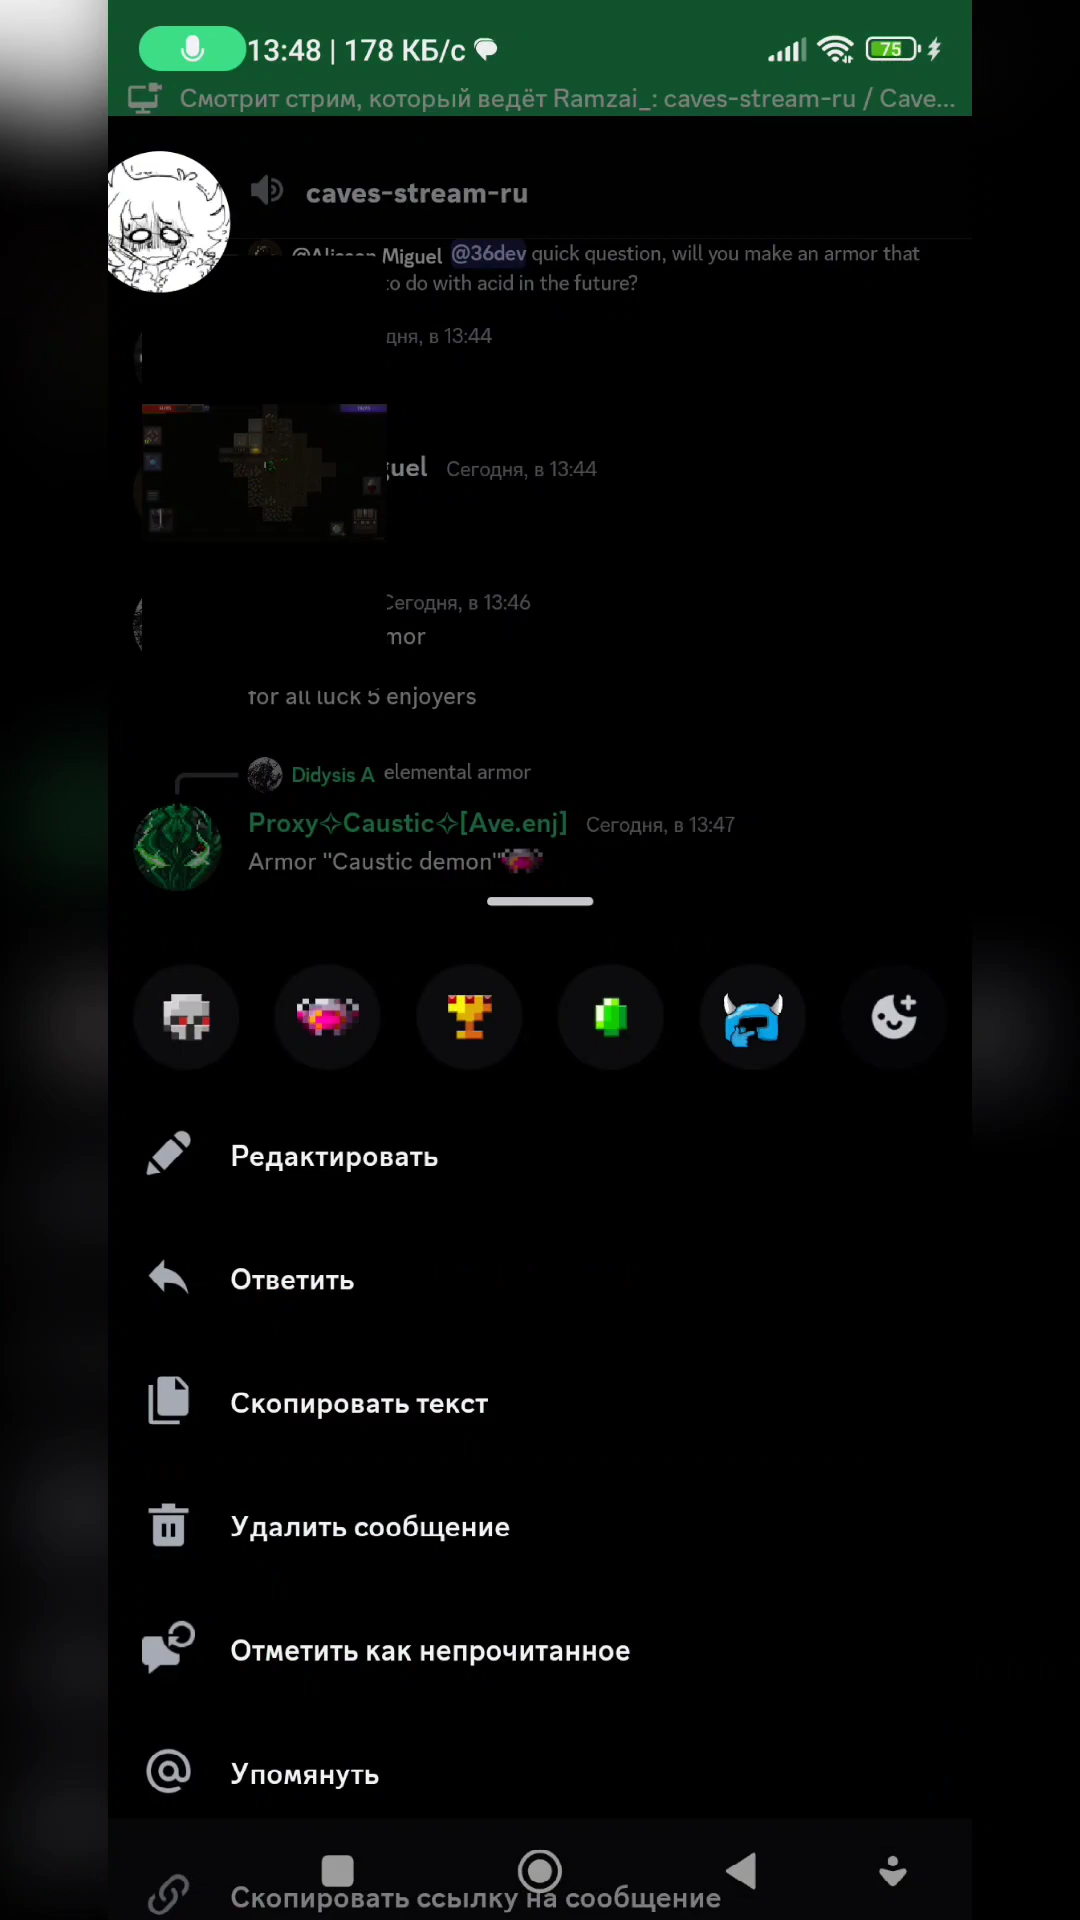 13:48 | 178 КБ/с
75
Смотрит стрим, который ведёт Ramzai_: caves-stream-ru / Cave...
caves-stream-ru
@Alisson Miguel @36dev quick question, will you make an armor that
to do with acid in the future?
дня, в 13:44
guel Сегодня, в 13:44
Сегодня, в 13:46
mor
for all luck 5 enjoyers
Didysis A elemental armor
Proxy✧Caustic✧[Ave.enj] Сегодня, в 13:47
Armor "Caustic demon"
Редактировать
Ответить
Скопировать текст
Удалить сообщение
Отметить как непрочитанное
Упомянуть
Скопировать ссылку на сообщение